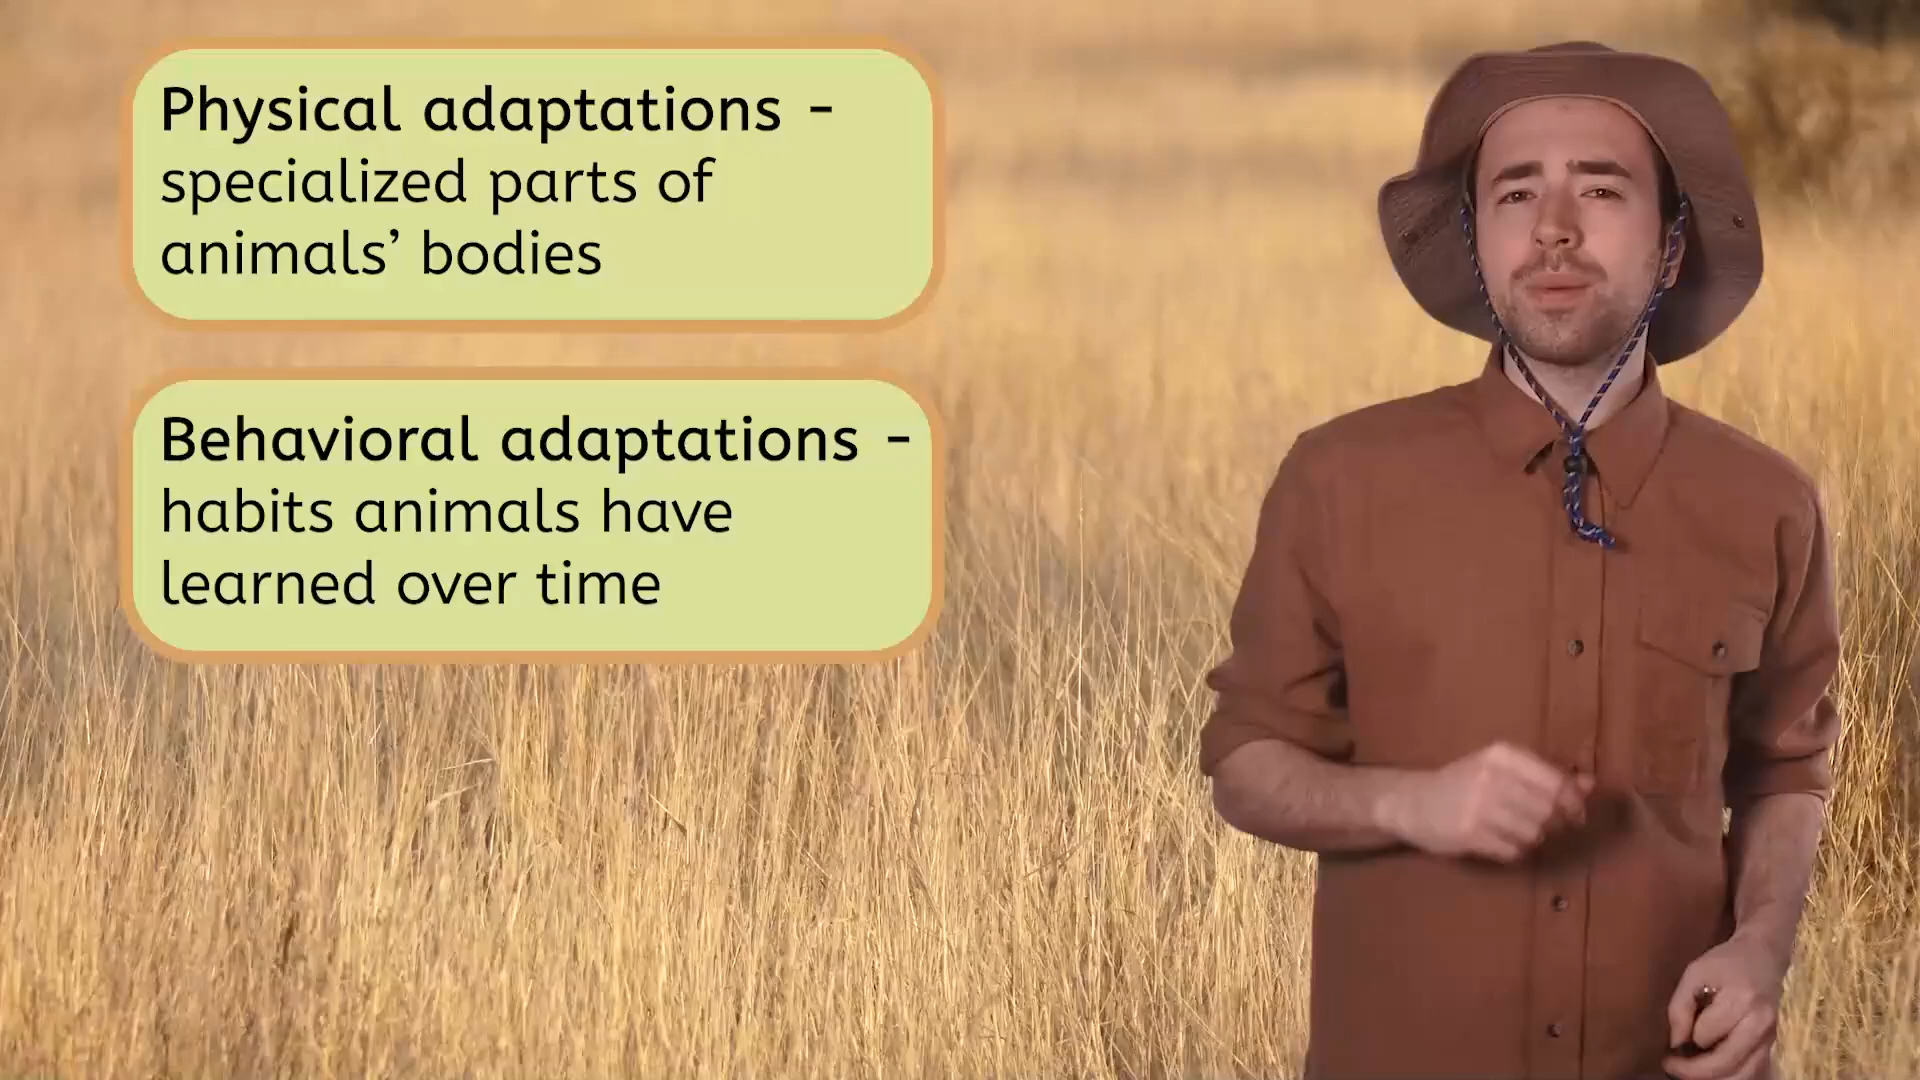 Physical adaptations -
specialized parts of
animals’ bodies
Behavioral adaptations -
habits animals have
learned over time